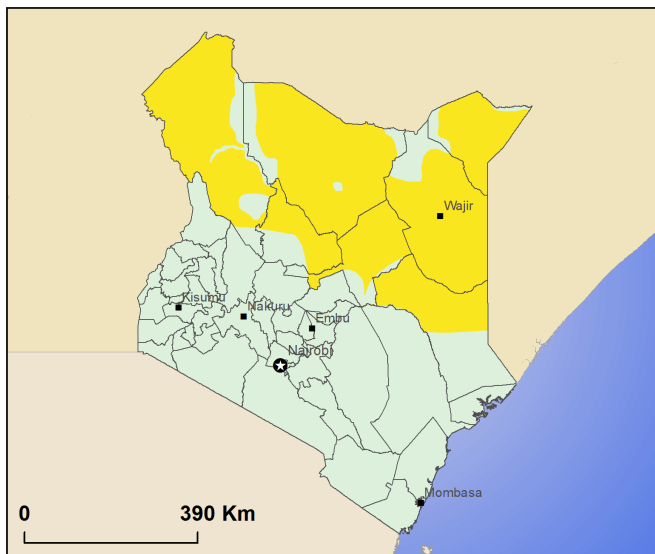 Wajir
Kisumu
Nakuru
Embu
Nairobi
Mombasa
0 390 Km